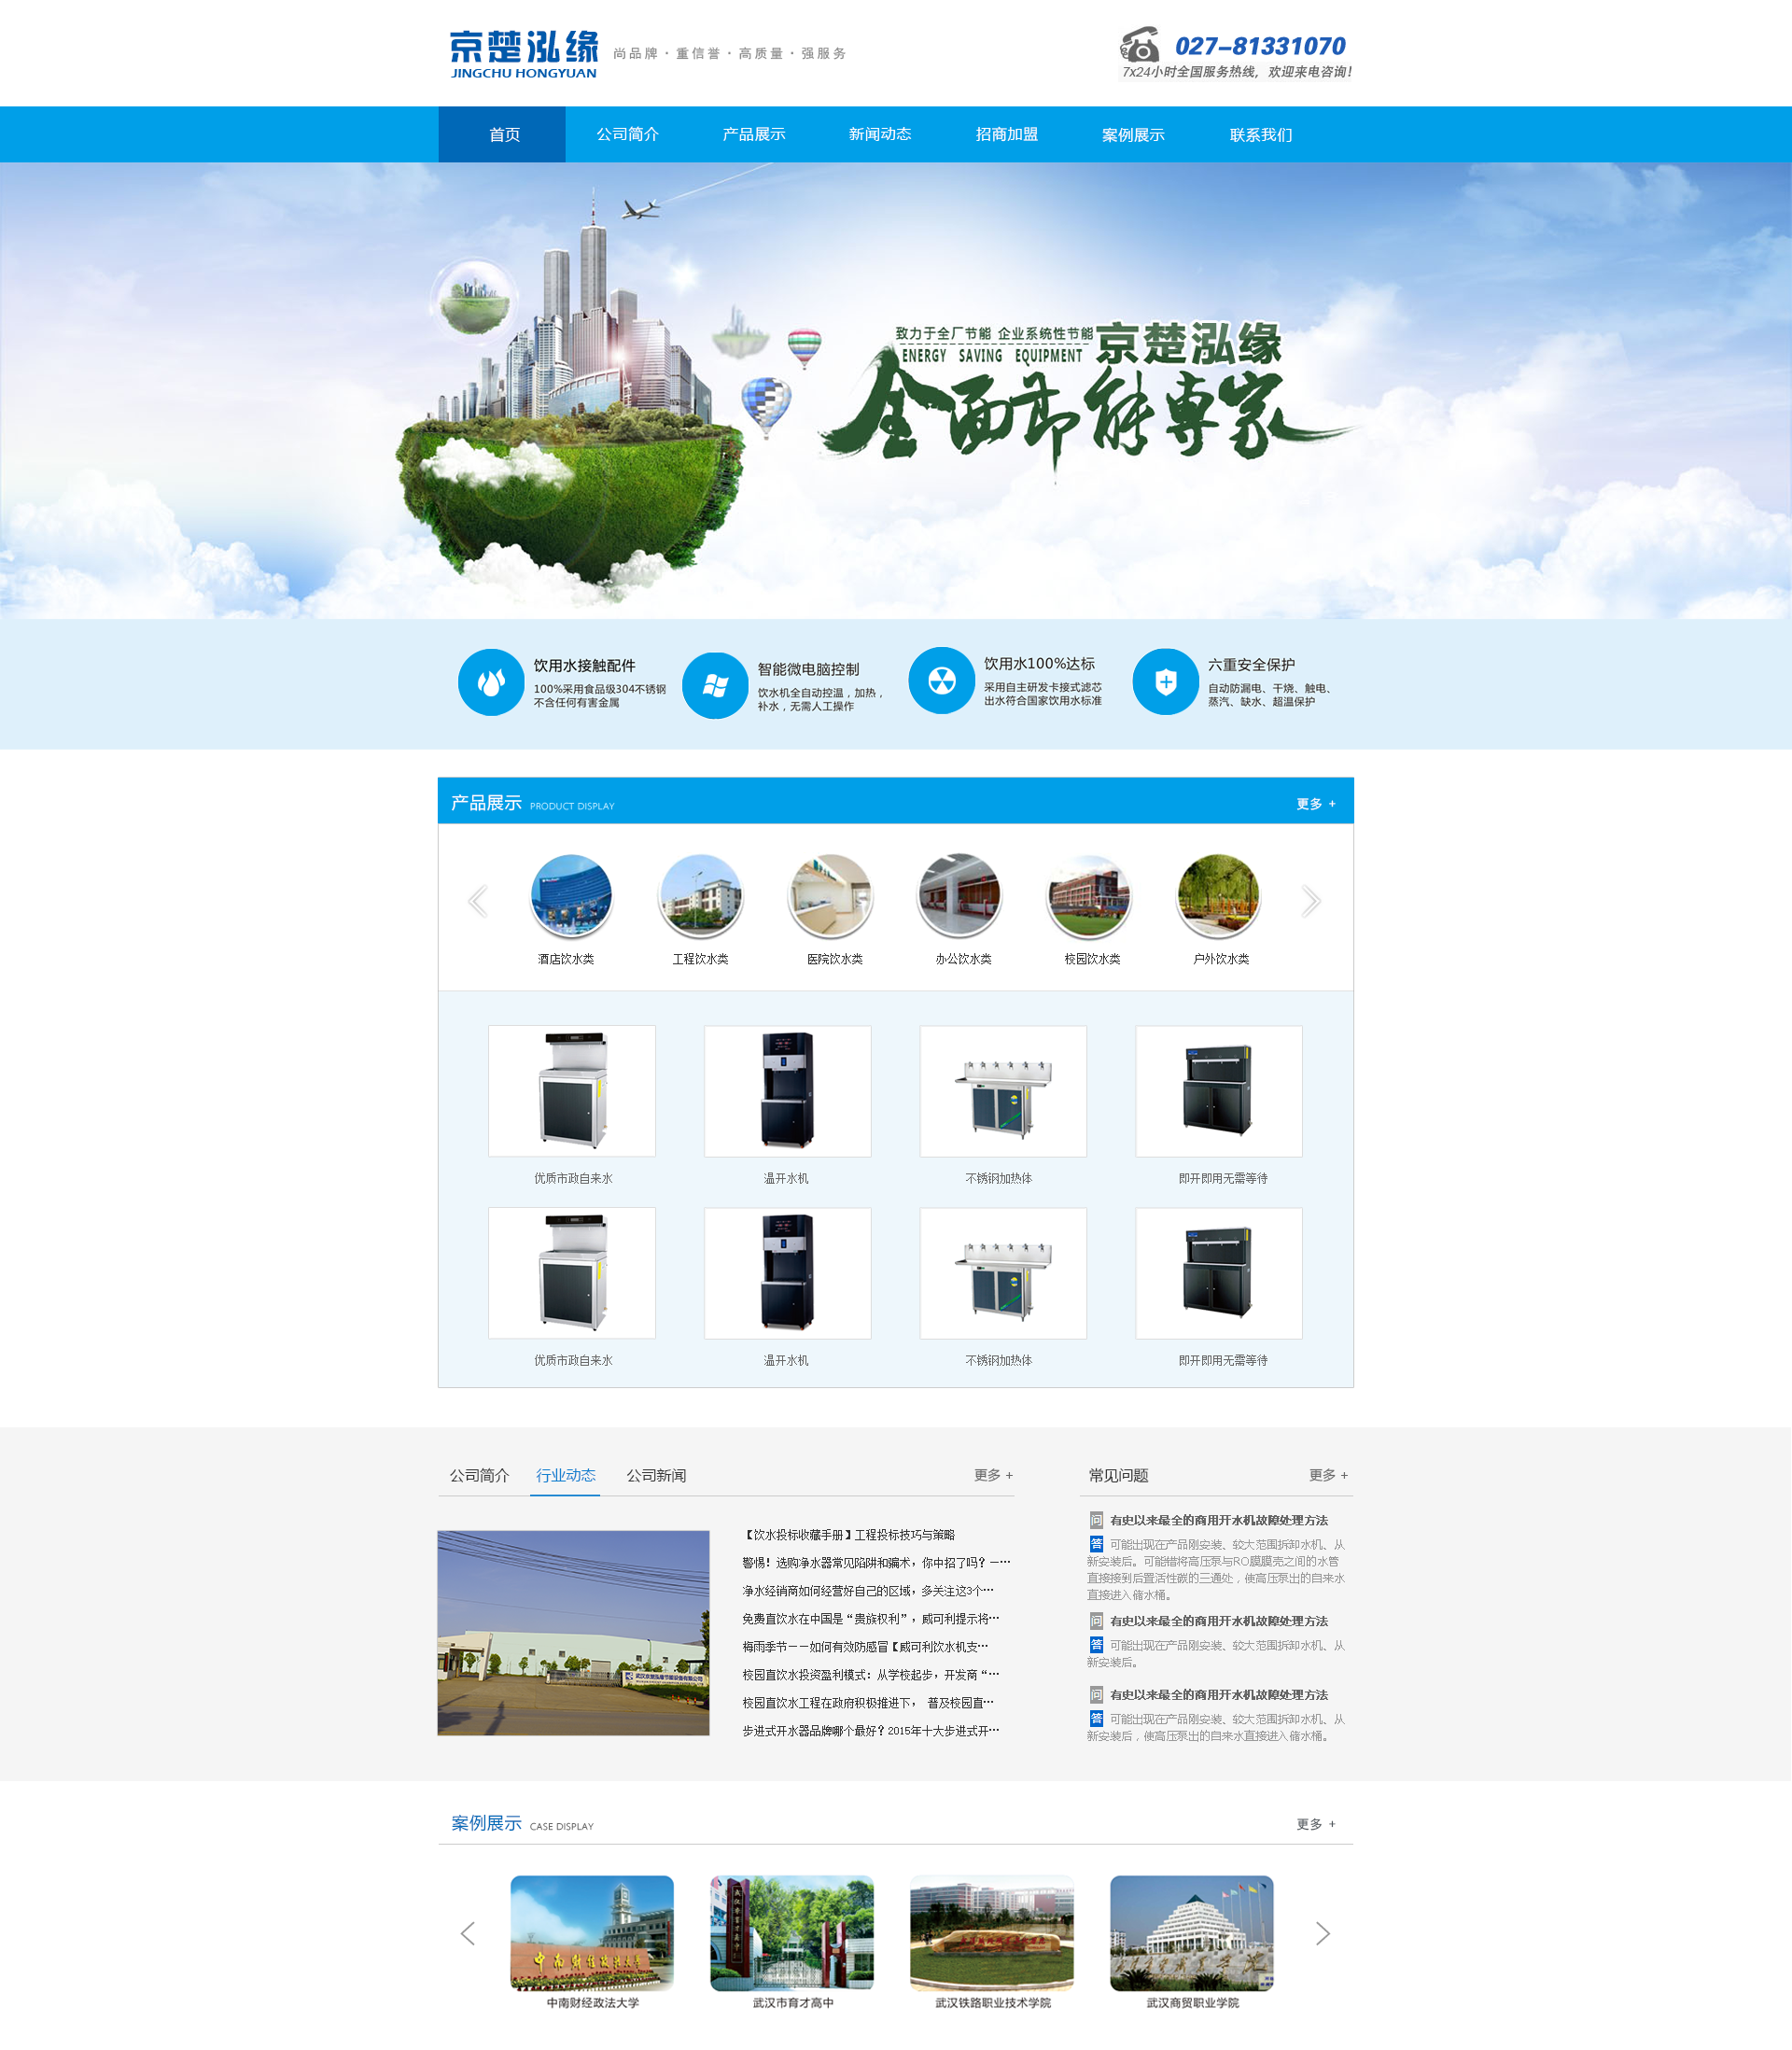 京楚泓缘
JINGCHU HONGYUAN
尚品牌·重信誉·高质量·强服务
027-81331070
7x24小时全国服务热线，欢迎来电咨询！
首页 公司简介 产品展示 新闻动态 招商加盟 案例展示 联系我们
致力于全厂节能 企业系统性节能
ENERGY SAVING EQUIPMENT
京楚泓缘
全面节能专家
饮用水接触配件
100%采用食品级304不锈钢
不含任何有害金属
智能微电脑控制
饮水机全自动控温，加热，
补水，无需人工操作
饮用水100%达标
采用自主研发卡接式滤芯
出水符合国家饮用水标准
六重安全保护
自动防漏电、干烧、触电、
蒸汽、缺水、超温保护
产品展示 PRODUCT DISPLAY 更多 +
酒店饮水类 工程饮水类 医院饮水类 办公饮水类 校园饮水类 户外饮水类
优质市政自来水 温开水机 不锈钢加热体 即开即用无需等待
优质市政自来水 温开水机 不锈钢加热体 即开即用无需等待
公司简介 行业动态 公司新闻 更多 +
武汉京楚泓缘节能设备有限公司
【饮水投标收藏手册】工程投标技巧与策略
警惕！选购净水器常见陷阱和骗术，你中招了吗？—…
净水经销商如何经营好自己的区域，多关注这3个…
免费直饮水在中国是“贵族权利”，威可利提示将…
梅雨季节——如何有效防感冒【威可利饮水机支…
校园直饮水投资盈利模式：从学校起步，开发商“…
校园直饮水工程在政府积极推进下， 普及校园直…
步进式开水器品牌哪个最好？2015年十大步进式开…
常见问题 更多 +
问 有史以来最全的商用开水机故障处理方法
答 可能出现在产品刚安装、较大范围拆卸水机、从
新安装后。可能错将高压泵与RO膜膜壳之间的水管
直接接到后置活性碳的三通处，使高压泵出的自来水
直接进入储水桶。
问 有史以来最全的商用开水机故障处理方法
答 可能出现在产品刚安装、较大范围拆卸水机、从
新安装后。
问 有史以来最全的商用开水机故障处理方法
答 可能出现在产品刚安装、较大范围拆卸水机、从
新安装后，使高压泵出的自来水直接进入储水桶。
案例展示 CASE DISPLAY 更多 +
中南财经政法大学
中南财经政法大学 武汉市育才高中 武汉铁路职业技术学院 武汉商贸职业学院